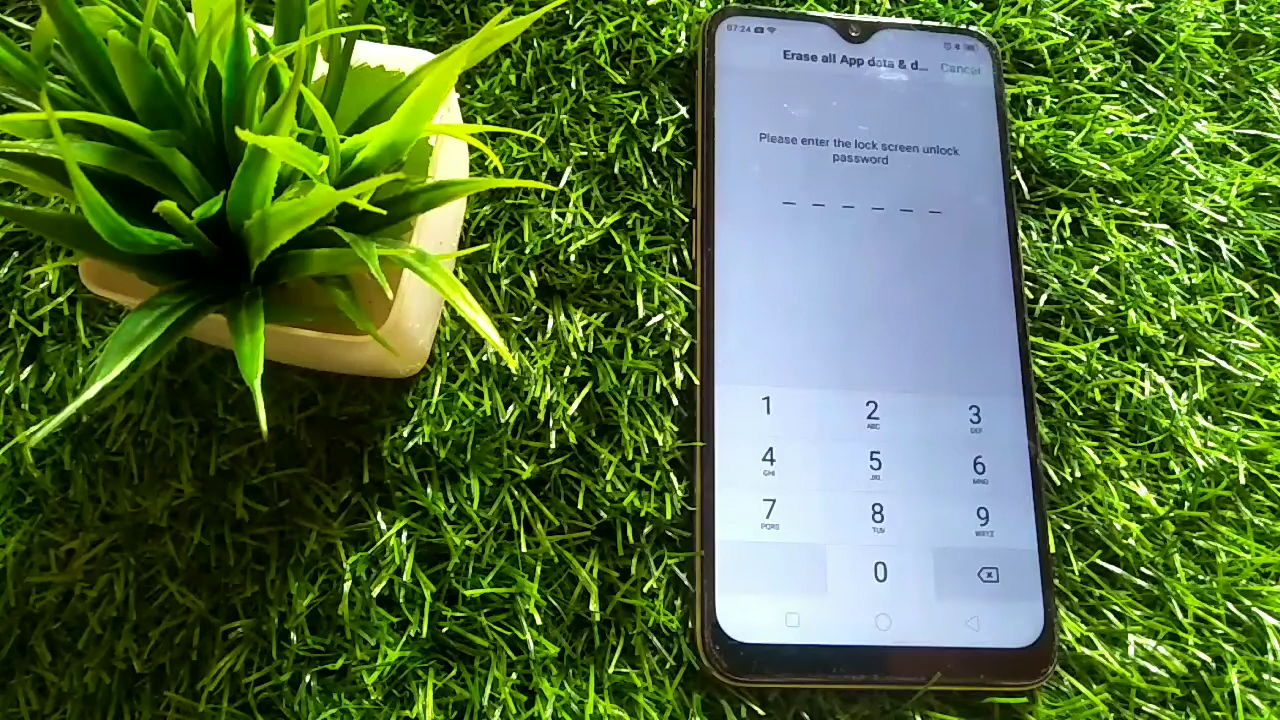 07:24
Erase all App data & d... Cancel
Please enter the lock screen unlock
password
1 2 3
ABC DEF
4 5 6
GHI JKL MNO
7 8 9
PQRS TUV WXYZ
0